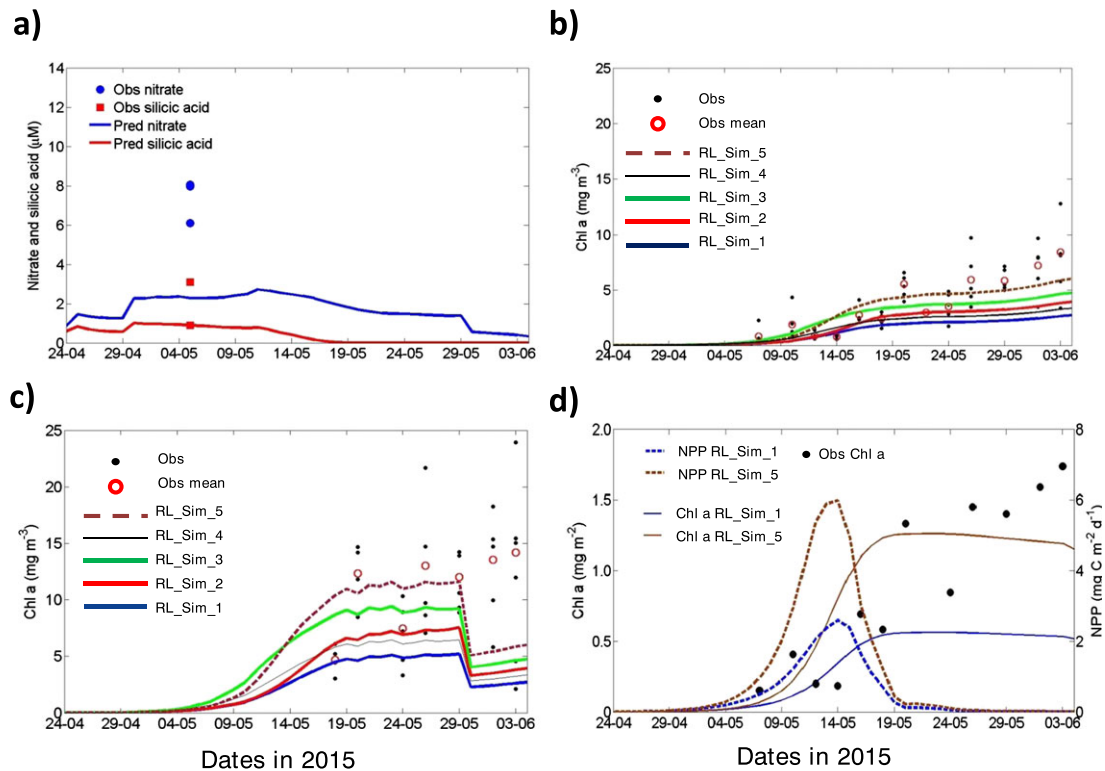 a)
14
12
10
8
6
4
2
0
Nitrate and silicic acid (µM)
Obs nitrate
Obs silicic acid
Pred nitrate
Pred silicic acid
24-04 29-04 04-05 09-05 14-05 19-05 24-05 29-05 03-06
b)
25
20
15
10
5
0
Chl a (mg m-3)
Obs
Obs mean
RL_Sim_5
RL_Sim_4
RL_Sim_3
RL_Sim_2
RL_Sim_1
24-04 29-04 04-05 09-05 14-05 19-05 24-05 29-05 03-06
c)
25
20
15
10
5
0
Chl a (mg m-3)
Obs
Obs mean
RL_Sim_5
RL_Sim_4
RL_Sim_3
RL_Sim_2
RL_Sim_1
24-04 29-04 04-05 09-05 14-05 19-05 24-05 29-05 03-06
Dates in 2015
d)
2.0
1.5
1.0
0.5
0
Chl a (mg m-2)
NPP RL_Sim_1
NPP RL_Sim_5
Obs Chl a
Chl a RL_Sim_1
Chl a RL_Sim_5
8
6
4
2
0
NPP (mg C m-2 d-1)
24-04 29-04 04-05 09-05 14-05 19-05 24-05 29-05 03-06
Dates in 2015